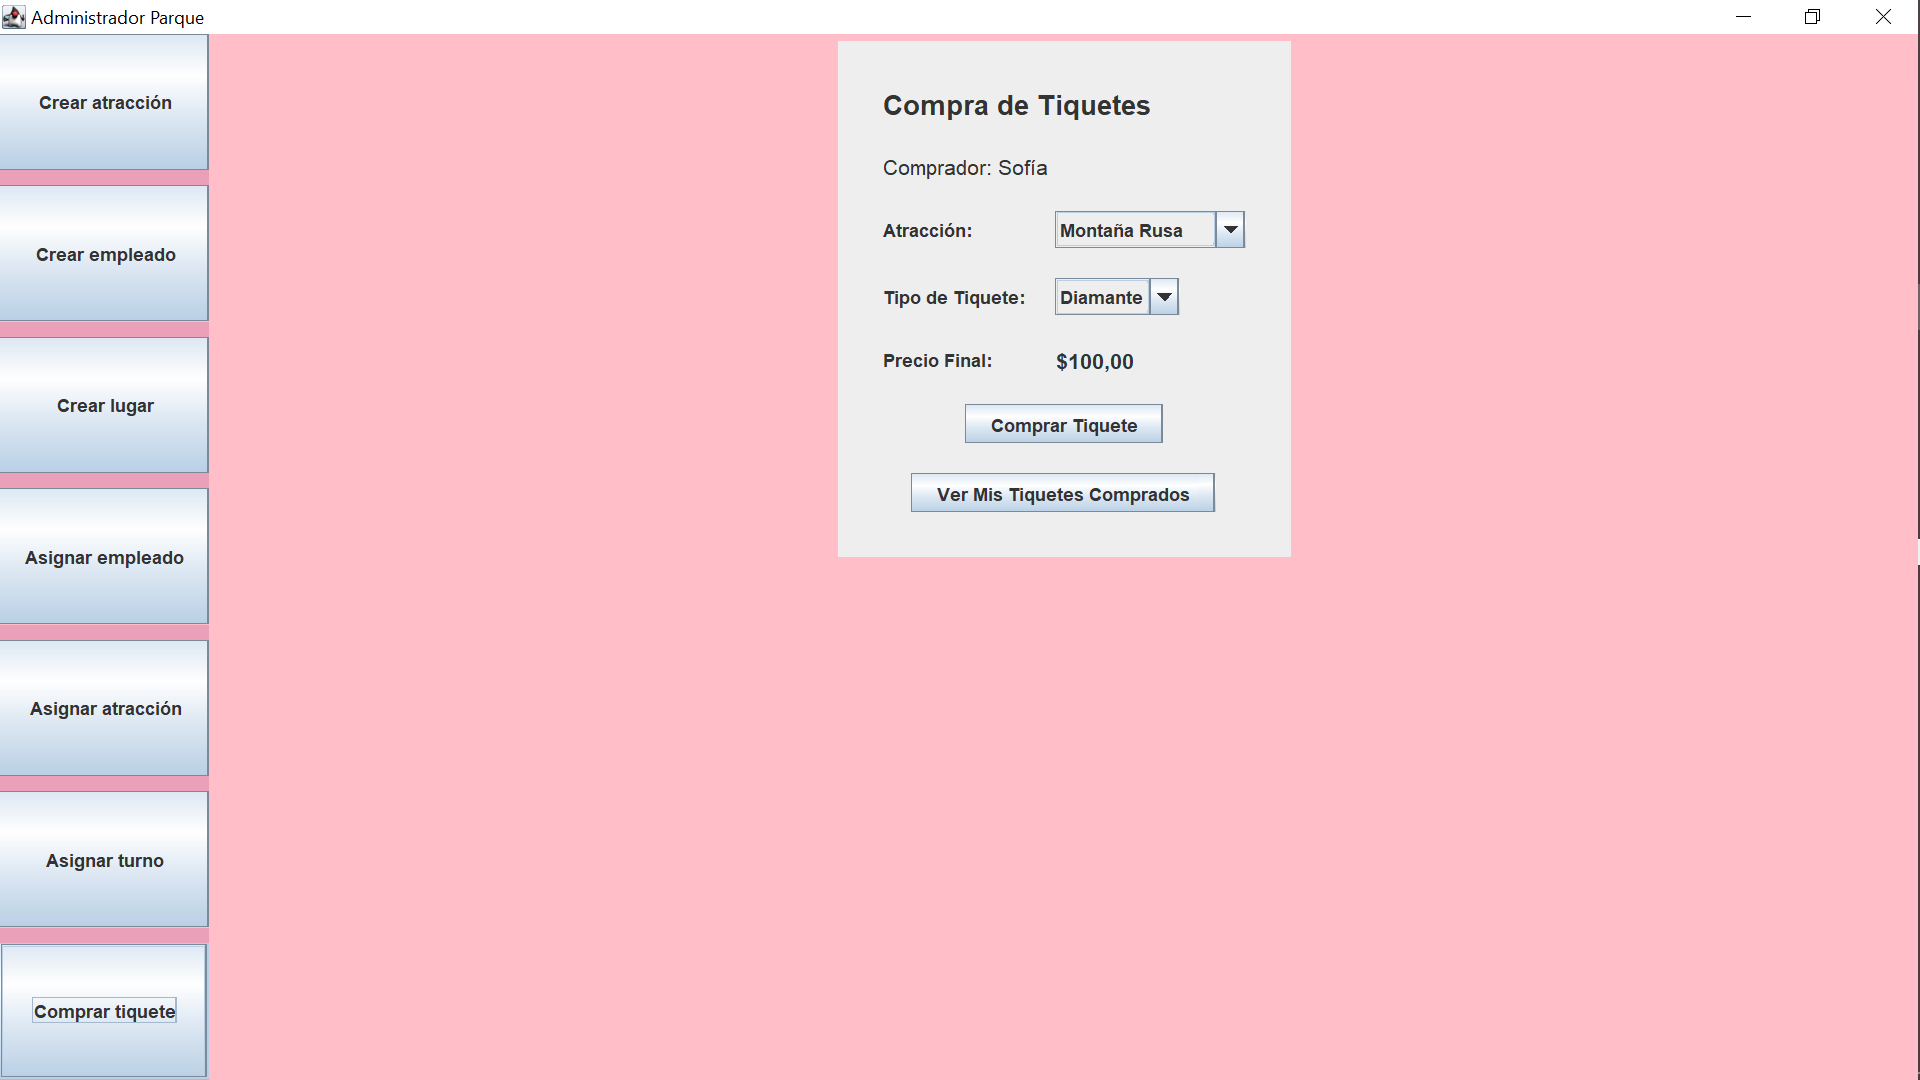 Administrador Parque
Crear atracción
Crear empleado
Crear lugar
Asignar empleado
Asignar atracción
Asignar turno
Comprar tiquete
Compra de Tiquetes
Comprador: Sofía
Atracción: Montaña Rusa
Tipo de Tiquete: Diamante
Precio Final: $100,00
Comprar Tiquete
Ver Mis Tiquetes Comprados